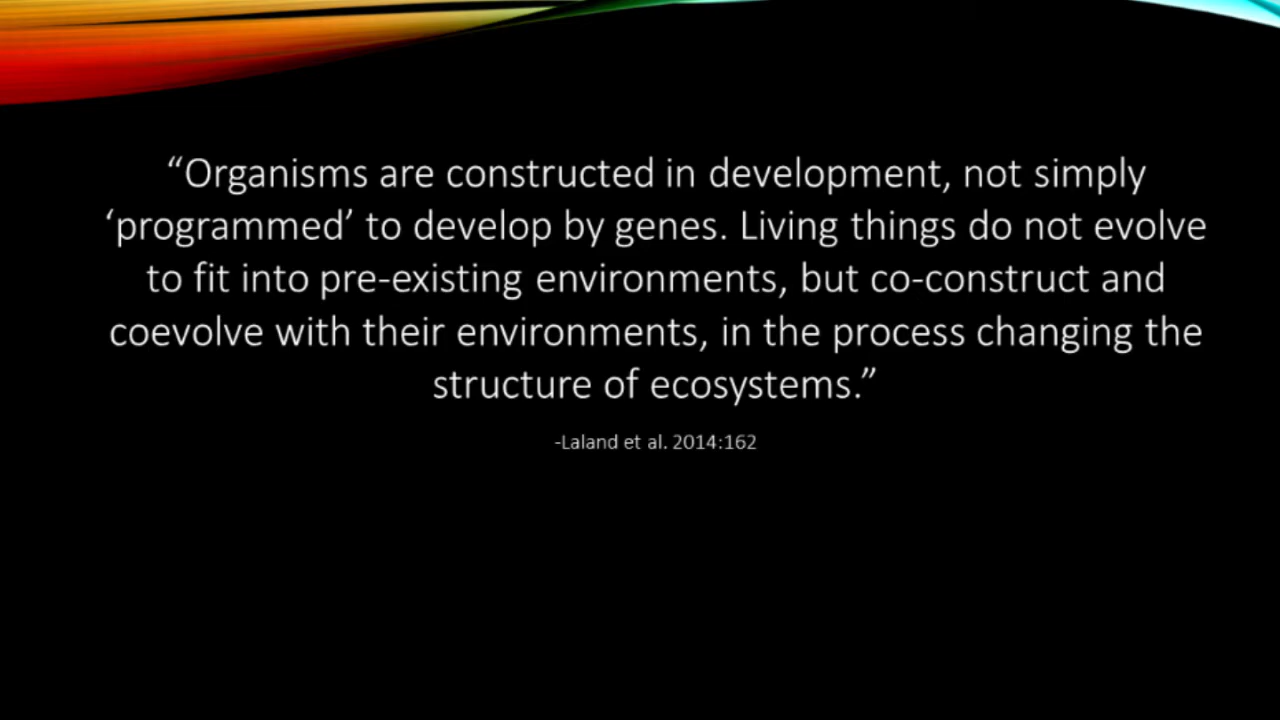 “Organisms are constructed in development, not simply
‘programmed’ to develop by genes. Living things do not evolve
to fit into pre-existing environments, but co-construct and
coevolve with their environments, in the process changing the
structure of ecosystems.”
-Laland et al. 2014:162